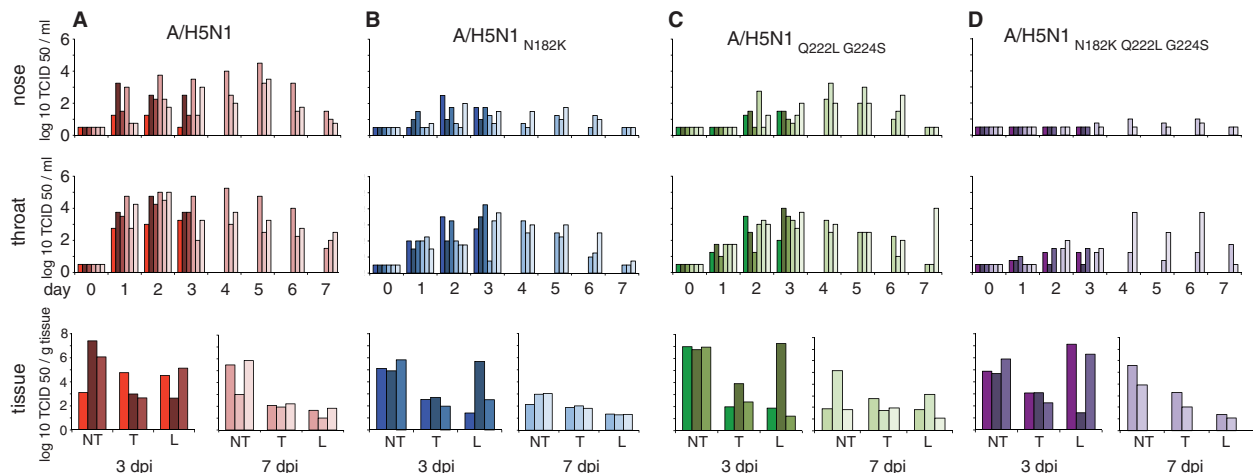 A B C D
A/H5N1 A/H5N1 N182K A/H5N1 Q222L G224S A/H5N1 N182K Q222L G224S
nose
log 10 TCID 50 / ml
6
4
2
0
throat
log 10 TCID 50 / ml
6
4
2
0
day 0 1 2 3 4 5 6 7 0 1 2 3 4 5 6 7 0 1 2 3 4 5 6 7 0 1 2 3 4 5 6 7
tissue
log 10 TCID 50 / g tissue
8
6
4
2
0
NT T L NT T L NT T L NT T L NT T L NT T L NT T L NT T L
3 dpi 7 dpi 3 dpi 7 dpi 3 dpi 7 dpi 3 dpi 7 dpi